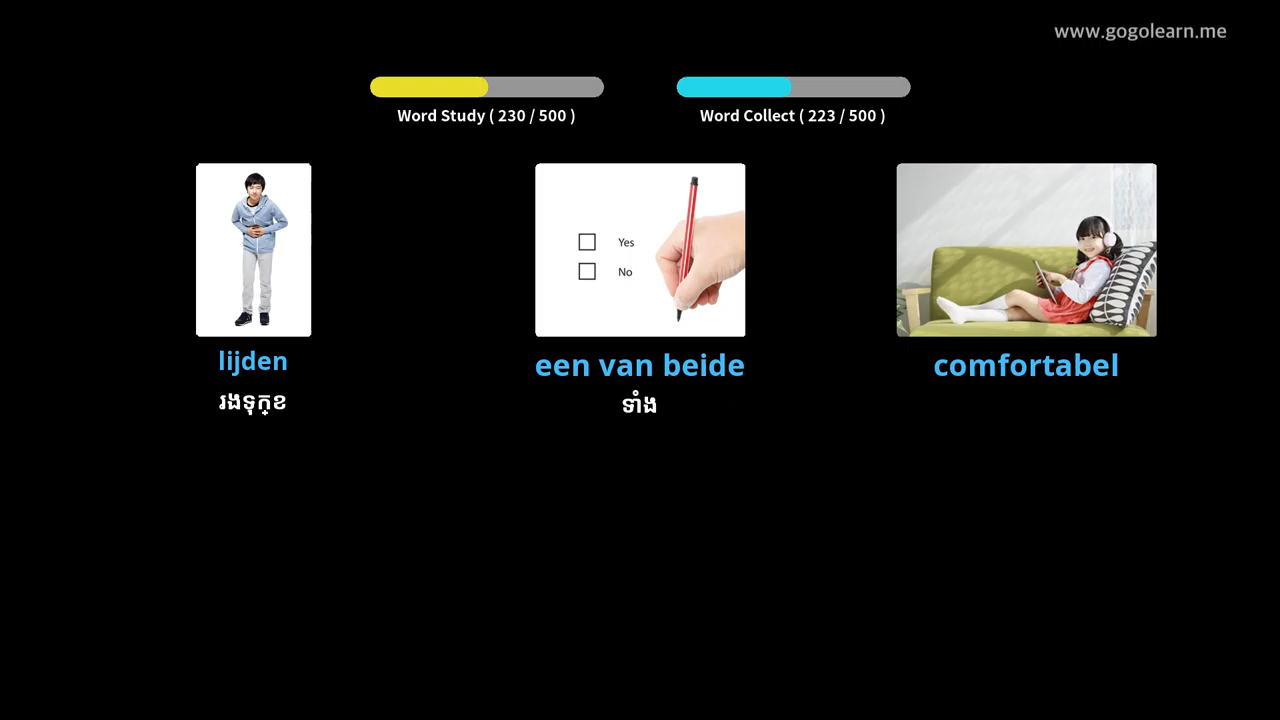 www.gogolearn.me
Word Study ( 230 / 500 )
Word Collect ( 223 / 500 )
Yes
No
lijden
រងទុក្ខ
een van beide
ទាំង
comfortabel